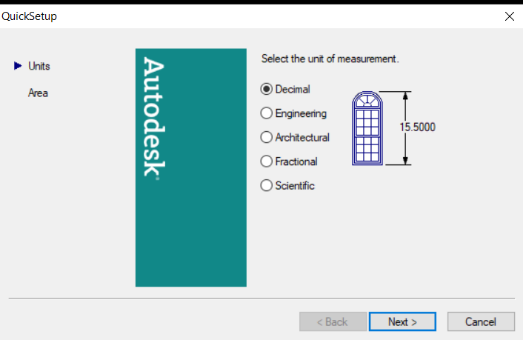 QuickSetup
Units
Area
Autodesk
Select the unit of measurement.
Decimal
Engineering
Architectural
Fractional
Scientific
15.5000
< Back
Next >
Cancel